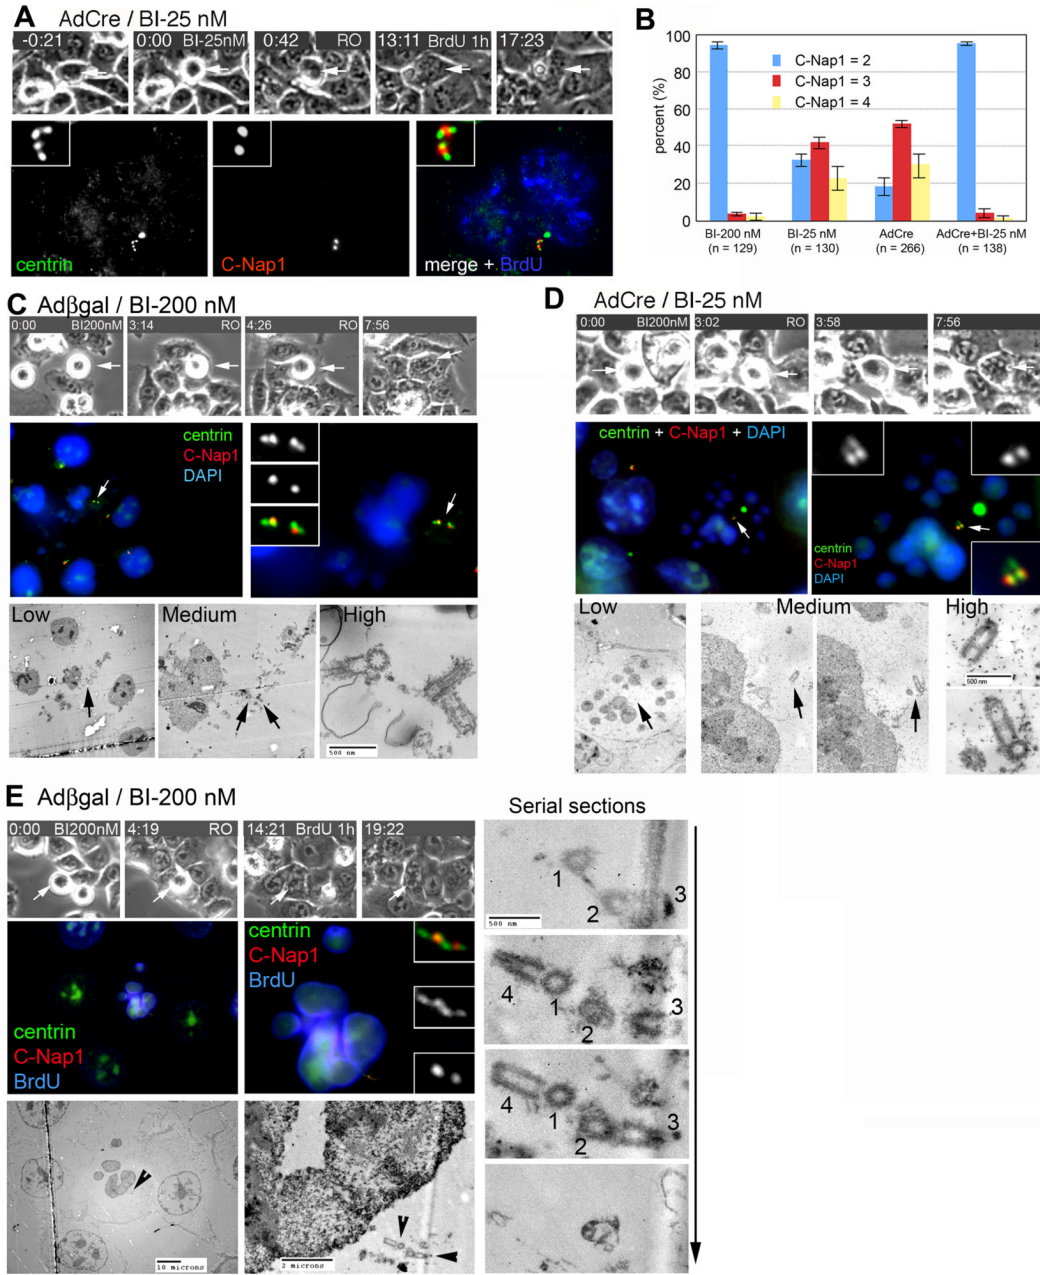 A
AdCre / BI-25 nM
-0:21
0:00 BI-25nM
0:42 RO
13:11 BrdU 1h
17:23
centrin
C-Nap1
merge + BrdU
B
percent (%)
100
80
60
40
20
0
C-Nap1 = 2
C-Nap1 = 3
C-Nap1 = 4
BI-200 nM
(n = 129)
BI-25 nM
(n = 130)
AdCre
(n = 266)
AdCre+BI-25 nM
(n = 138)
C
Adβgal / BI-200 nM
0:00 BI200nM
3:14 RO
4:26 RO
7:56
centrin
C-Nap1
DAPI
Low
Medium
High
500 nm
D
AdCre / BI-25 nM
0:00 BI200nM
3:02 RO
3:58
7:56
centrin + C-Nap1 + DAPI
centrin
C-Nap1
DAPI
Low
Medium
High
500 nm
E
Adβgal / BI-200 nM
0:00 BI200nM
4:19 RO
14:21 BrdU 1h
19:22
centrin
C-Nap1
BrdU
centrin
C-Nap1
BrdU
10 microns
2 microns
Serial sections
1
2
3
500 nm
4
1
2
3
4
1
2
3